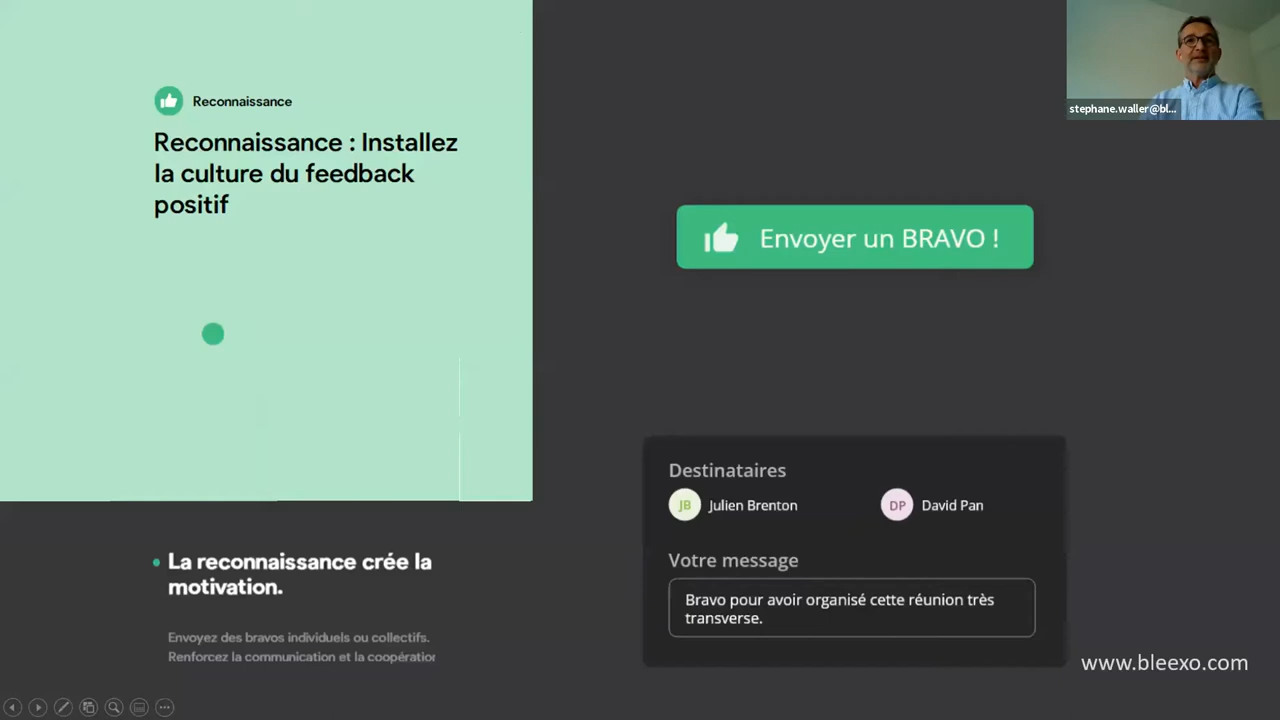 Reconnaissance
Reconnaissance : Installez
la culture du feedback
positif
La reconnaissance crée la
motivation.
Envoyez des bravos individuels ou collectifs.
Renforcez la communication et la
stephane.waller@bl...
Envoyer un BRAVO !
Destinataires
JB Julien Brenton DP David Pan
Votre message
Bravo pour avoir organisé cette réunion très
transverse.
www.bleexo.com